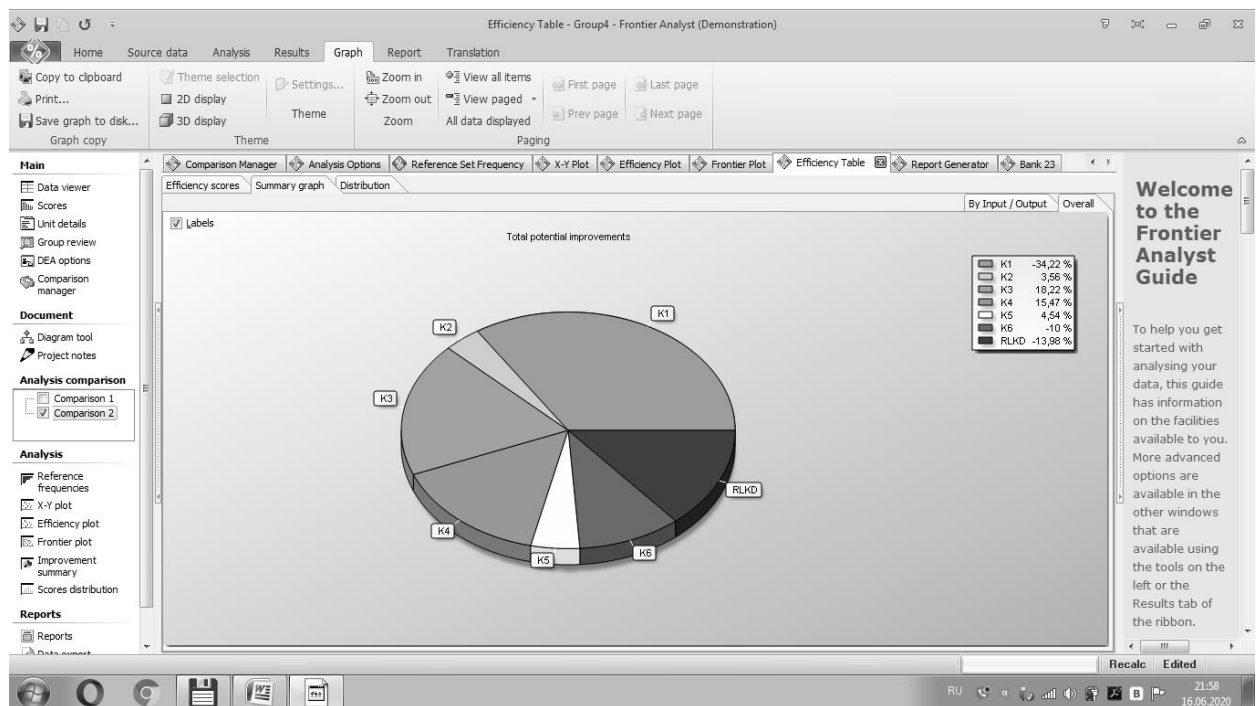 Efficiency Table - Group4 - Frontier Analyst (Demonstration)
Home Source data Analysis Results Graph Report Translation
Copy to clipboard
Print...
Save graph to disk...
Graph copy
Theme selection
2D display
3D display
Settings...
Theme
Theme
Zoom in
Zoom out
Zoom
View all items
View paged
All data displayed
First page
Last page
Prev page
Next page
Paging
Main
Data viewer
Scores
Unit details
Group review
DEA options
Comparison
manager
Document
Diagram tool
Project notes
Analysis comparison
Comparison 1
Comparison 2
Analysis
Reference
frequencies
X-Y plot
Efficiency plot
Frontier plot
Improvement
summary
Scores distribution
Reports
Reports
Data export
Comparison Manager Analysis Options Reference Set Frequency X-Y Plot Efficiency Plot Frontier Plot Efficiency Table Report Generator Bank 23
Efficiency scores Summary graph Distribution
By Input / Output Overall
Labels
Total potential improvements
K1 -34,22 %
K2 3,56 %
K3 18,22 %
K4 15,47 %
K5 4,54 %
K6 -10 %
RLKD -13,98 %
K1
K2
K3
RLKD
K4
K5
K6
Welcome
to the
Frontier
Analyst
Guide
To help you get
started with
analysing your
data, this guide
has information
on the facilities
available to you.
More advanced
options are
available in the
other windows
that are
available using
the tools on the
left or the
Results tab of
the ribbon.
Recalc Edited
RU
21:58
16.06.2020